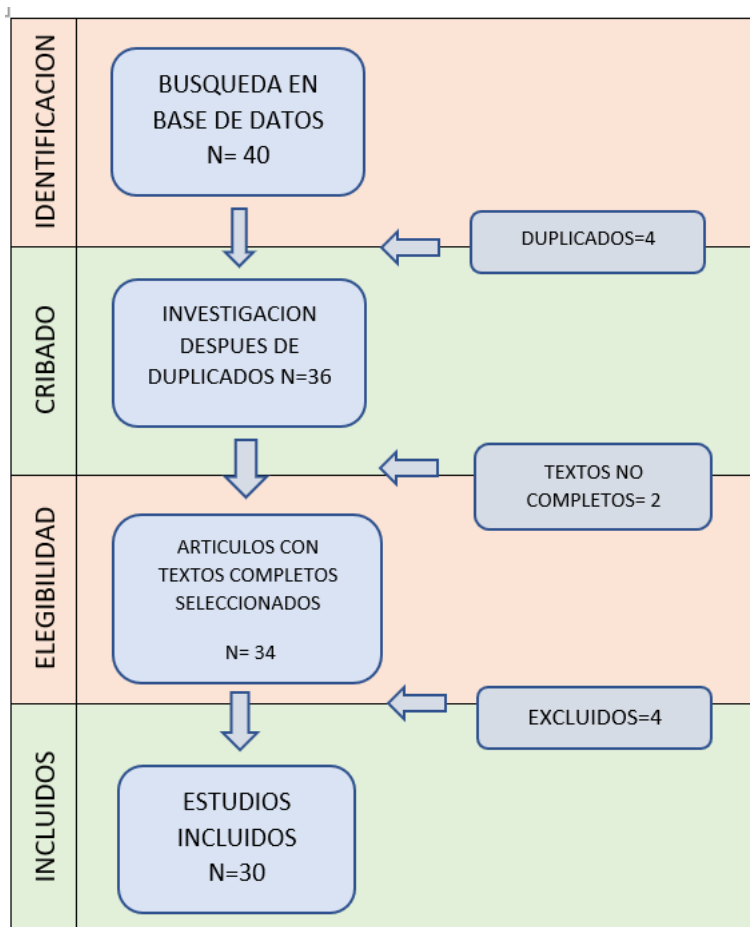 IDENTIFICACION
BUSQUEDA EN
BASE DE DATOS
N= 40
DUPLICADOS=4
CRIBADO
INVESTIGACION
DESPUES DE
DUPLICADOS N=36
TEXTOS NO
COMPLETOS= 2
ELEGIBILIDAD
ARTICULOS CON
TEXTOS COMPLETOS
SELECCIONADOS
N= 34
EXCLUIDOS=4
INCLUIDOS
ESTUDIOS
INCLUIDOS
N=30